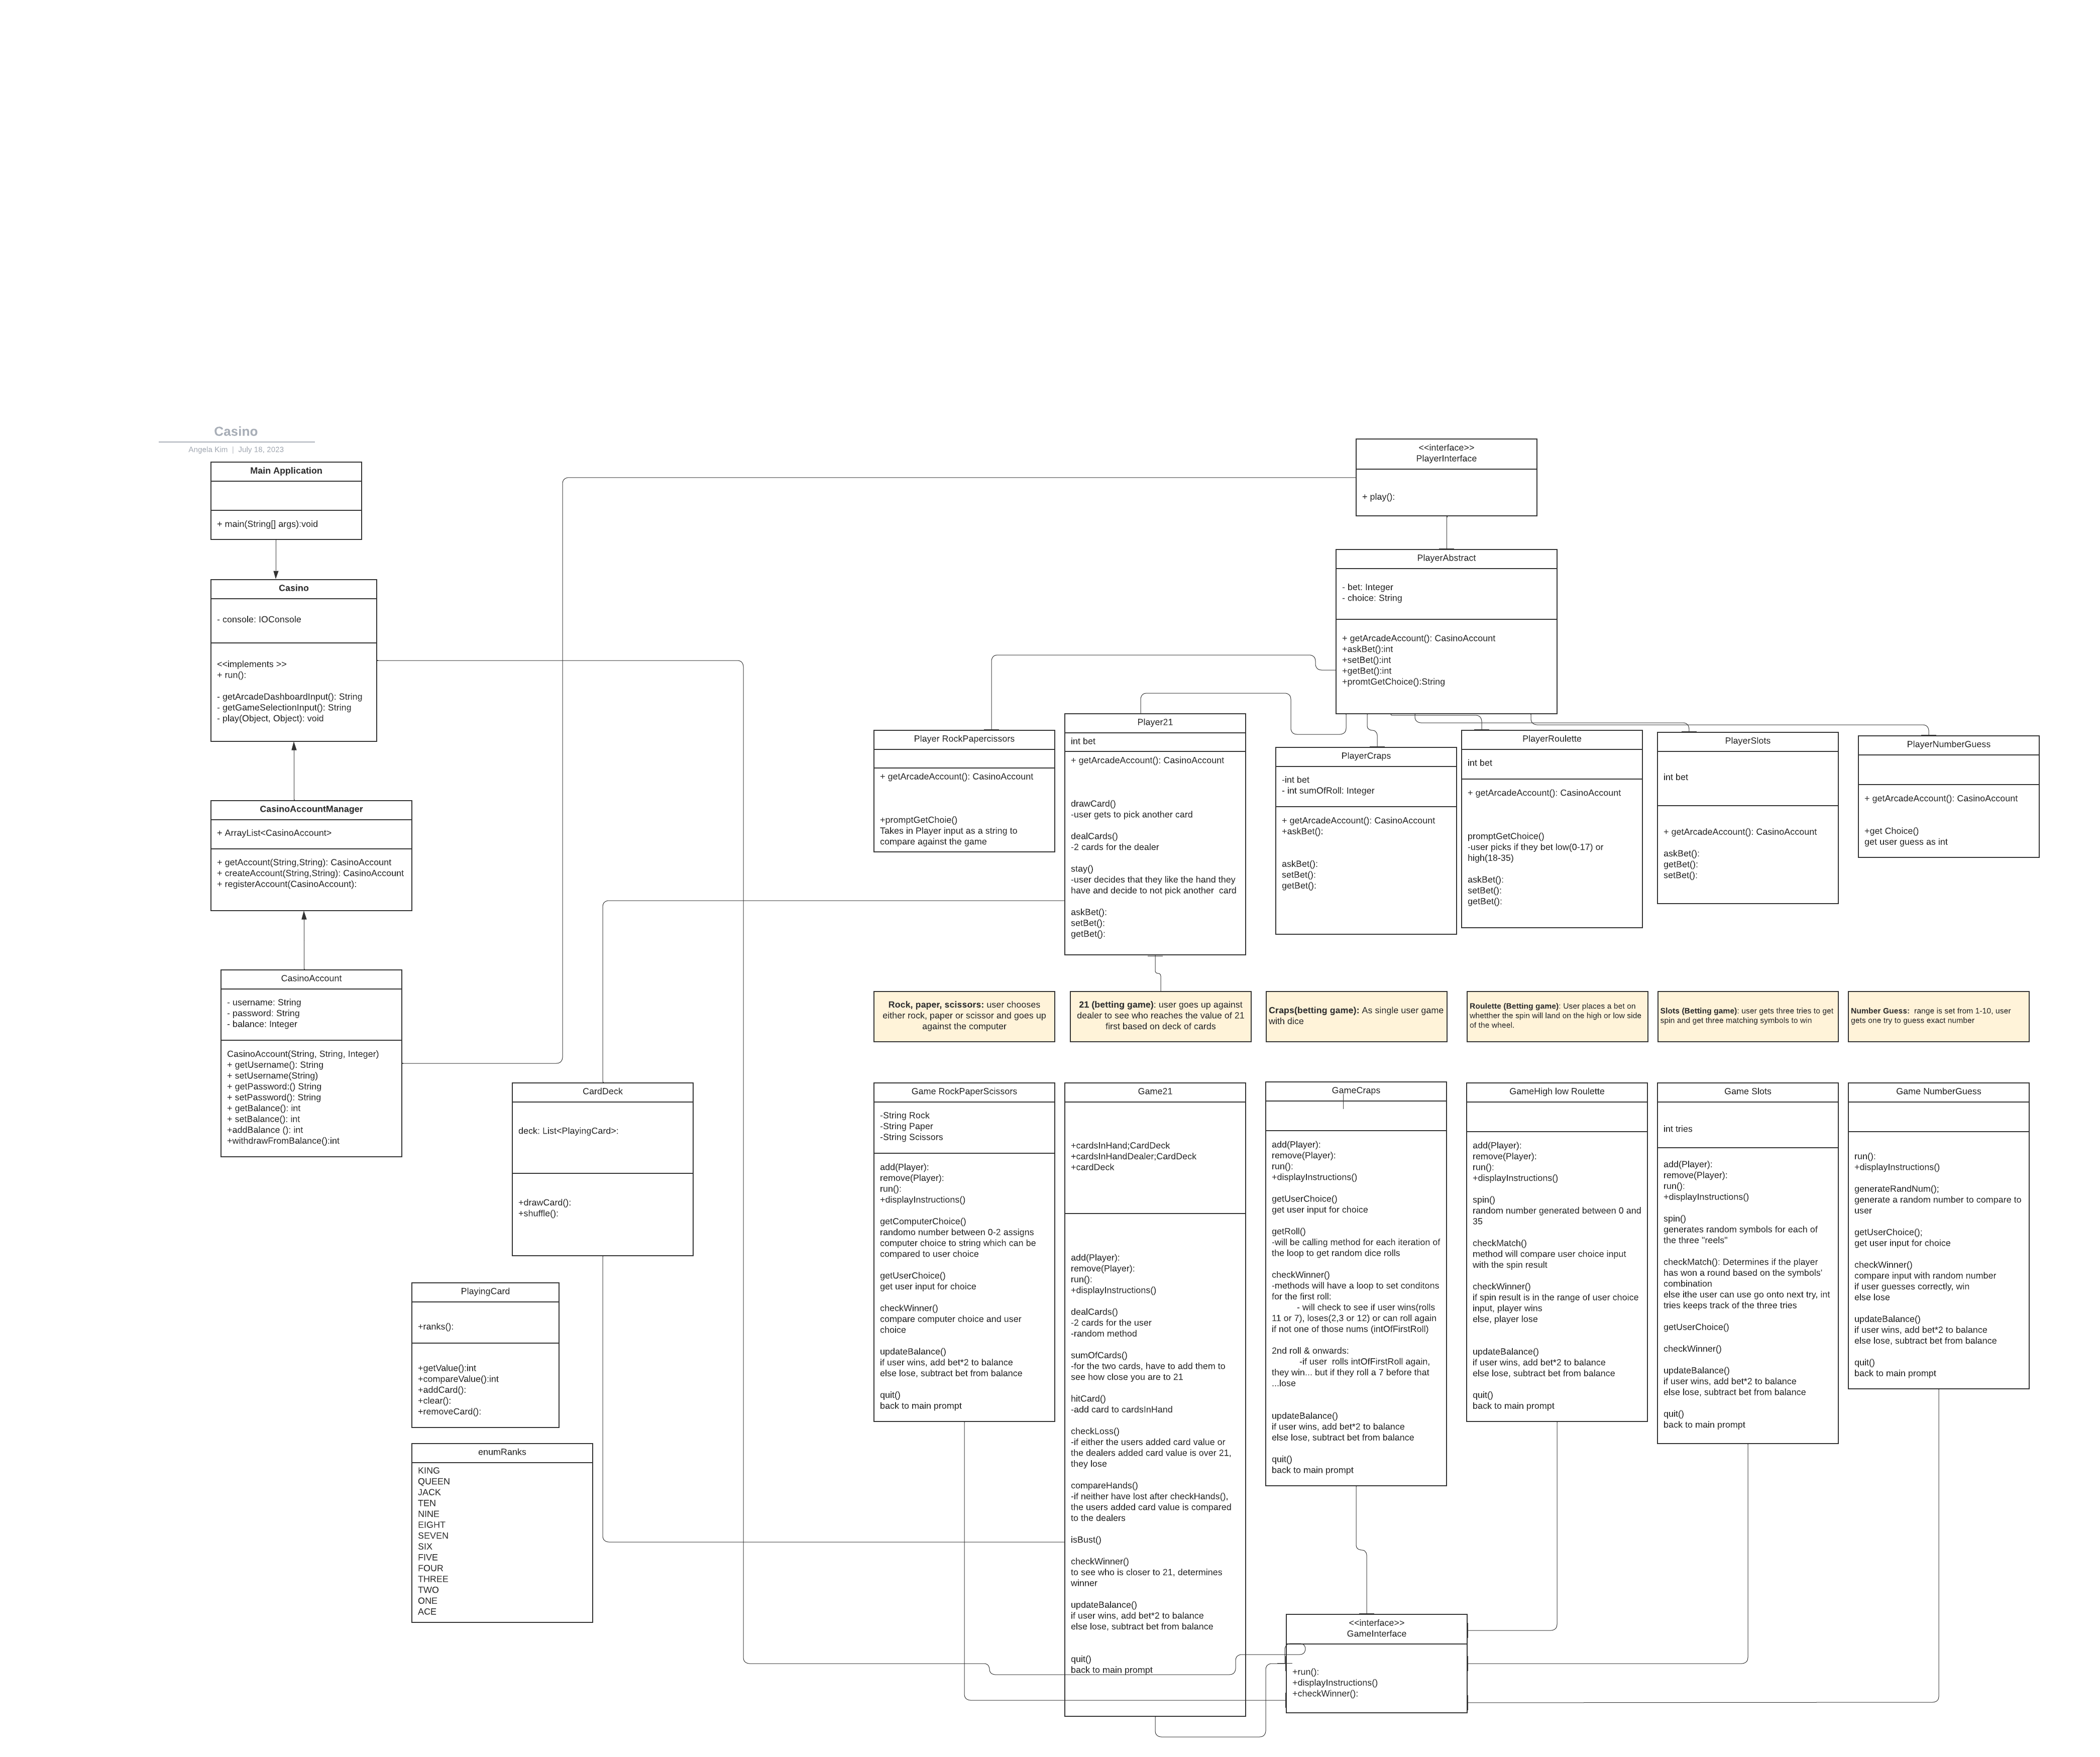 Casino
Angela Kim | July 16, 2023
Main Application
+ main(String[] args):void
Casino
- console: IOConsole
<<implements >>
+ run():
- getArcadeDashboardInput(): String
- getGameSelectionInput(): String
- play(Object, Object): void
CasinoAccountManager
+ ArrayList<CasinoAccount>
+ getAccount(String,String): CasinoAccount
+ createAccount(String,String): CasinoAccount
+ registerAccount(CasinoAccount):
CasinoAccount
- username: String
- password: String
- balance: Integer
CasinoAccount(String, String, Integer)
+ getUsername(): String
+ setUsername(String)
+ getPassword:() String
+ setPassword(): String
+ getBalance(): int
+ setBalance(): int
+addBalance (): int
+withdrawFromBalance():int
CardDeck
deck: List<PlayingCard>:
+drawCard():
+shuffle():
PlayingCard
+ranks():
+getValue():int
+compareValue():int
+addCard():
+clear():
+removeCard():
enumRanks
KING
QUEEN
JACK
TEN
NINE
EIGHT
SEVEN
SIX
FIVE
FOUR
THREE
TWO
ONE
ACE
<<interface>>
PlayerInterface
+ play():
PlayerAbstract
- bet: Integer
- choice: String
+ getArcadeAccount(): CasinoAccount
+askBet():int
+setBet():int
+getBet():int
+promtGetChoice():String
Player RockPapercissors
+ getArcadeAccount(): CasinoAccount
+promptGetChoie()
Takes in Player input as a string to
compare against the game
Player21
int bet
+ getArcadeAccount(): CasinoAccount
drawCard()
-user gets to pick another card
dealCards()
-2 cards for the dealer
stay()
-user decides that they like the hand they
have and decide to not pick another  card
askBet():
setBet():
getBet():
PlayerCraps
-int bet
- int sumOfRoll: Integer
+ getArcadeAccount(): CasinoAccount
+askBet():
askBet():
setBet():
getBet():
PlayerRoulette
int bet
+ getArcadeAccount(): CasinoAccount
promptGetChoice()
-user picks if they bet low(0-17) or
high(18-35)
askBet():
setBet():
getBet():
PlayerSlots
int bet
+ getArcadeAccount(): CasinoAccount
askBet():
getBet():
setBet():
PlayerNumberGuess
+ getArcadeAccount(): CasinoAccount
+get Choice()
get user guess as int
Rock, paper, scissors: user chooses
either rock, paper or scissor and goes up
against the computer
21 (betting game): user goes up against
dealer to see who reaches the value of 21
first based on deck of cards
Craps(betting game): As single user game
with dice
Roulette (Betting game): User places a bet on
whetther the spin will land on the high or low side
of the wheel.
Slots (Betting game): user gets three tries to get
spin and get three matching symbols to win
Number Guess:  range is set from 1-10, user
gets one try to guess exact number
Game RockPaperScissors
-String Rock
-String Paper
-String Scissors
add(Player):
remove(Player):
run():
+displayInstructions()
getComputerChoice()
randomo number between 0-2 assigns
computer choice to string which can be
compared to user choice
getUserChoice()
get user input for choice
checkWinner()
compare computer choice and user
choice
updateBalance()
if user wins, add bet*2 to balance
else lose, subtract bet from balance
quit()
back to main prompt
Game21
+cardsInHand;CardDeck
+cardsInHandDealer;CardDeck
+cardDeck
add(Player):
remove(Player):
run():
+displayInstructions()
dealCards()
-2 cards for the user
-random method
sumOfCards()
-for the two cards, have to add them to
see how close you are to 21
hitCard()
-add card to cardsInHand
checkLoss()
-if either the users added card value or
the dealers added card value is over 21,
they lose
compareHands()
-if neither have lost after checkHands(),
the users added card value is compared
to the dealers
isBust()
checkWinner()
to see who is closer to 21, determines
winner
updateBalance()
if user wins, add bet*2 to balance
else lose, subtract bet from balance
quit()
back to main prompt
GameCraps
add(Player):
remove(Player):
run():
+displayInstructions()
getUserChoice()
get user input for choice
getRoll()
-will be calling method for each iteration of
the loop to get random dice rolls
checkWinner()
-methods will have a loop to set conditons
for the first roll:
- will check to see if user wins(rolls
11 or 7), loses(2,3 or 12) or can roll again
if not one of those nums (intOfFirstRoll)
2nd roll & onwards:
-if user  rolls intOfFirstRoll again,
they win... but if they roll a 7 before that
...lose
updateBalance()
if user wins, add bet*2 to balance
else lose, subtract bet from balance
quit()
back to main prompt
GameHigh low Roulette
add(Player):
remove(Player):
run():
+displayInstructions()
spin()
random number generated between 0 and
35
checkMatch()
method will compare user choice input
with the spin result
checkWinner()
if spin result is in the range of user choice
input, player wins
else, player lose
updateBalance()
if user wins, add bet*2 to balance
else lose, subtract bet from balance
quit()
back to main prompt
Game Slots
int tries
add(Player):
remove(Player):
run():
+displayInstructions()
spin()
generates random symbols for each of
the three "reels"
checkMatch(): Determines if the player
has won a round based on the symbols'
combination
else ithe user can use go onto next try, int
tries keeps track of the three tries
getUserChoice()
checkWinner()
updateBalance()
if user wins, add bet*2 to balance
else lose, subtract bet from balance
quit()
back to main prompt
Game NumberGuess
run():
+displayInstructions()
generateRandNum();
generate a random number to compare to
user
getUserChoice();
get user input for choice
checkWinner()
compare input with random number
if user guesses correctly, win
else lose
updateBalance()
if user wins, add bet*2 to balance
else lose, subtract bet from balance
quit()
back to main prompt
<<interface>>
GameInterface
+run():
+displayInstructions()
+checkWinner():